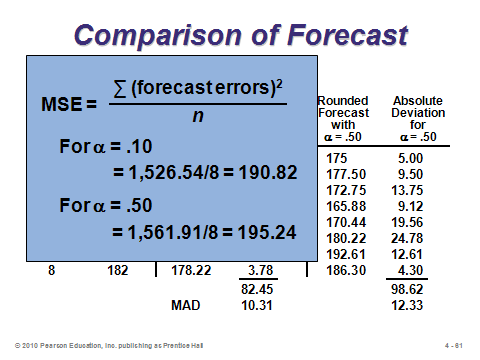 Comparison of Forecast
MSE = ∑ (forecast errors)²
n
For α = .10
= 1,526.54/8 = 190.82
For α = .50
= 1,561.91/8 = 195.24
Rounded Absolute
Forecast Deviation
with for
α = .50 α = .50
175 5.00
177.50 9.50
172.75 13.75
165.88 9.12
170.44 19.56
180.22 24.78
192.61 12.61
8 182 178.22 3.78 186.30 4.30
82.45 98.62
MAD 10.31 12.33
© 2010 Pearson Education, Inc. publishing as Prentice Hall 4 - 61